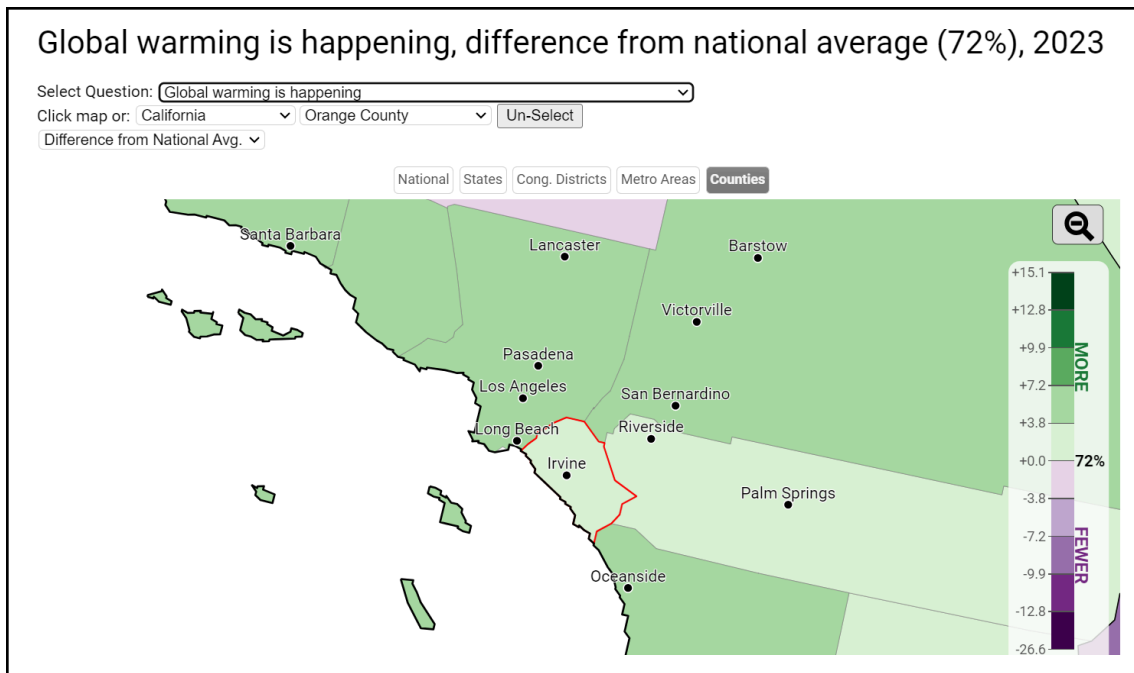 Global warming is happening, difference from national average (72%), 2023
Select Question: Global warming is happening
Click map or: California Orange County Un-Select
Difference from National Avg.
National States Cong. Districts Metro Areas Counties
Santa Barbara
Lancaster
Barstow
Victorville
Pasadena
Los Angeles
San Bernardino
Long Beach
Riverside
Irvine
Palm Springs
Oceanside
+15.1
+12.8
+9.9
+7.2
+3.8
+0.0
-3.8
-7.2
-9.9
-12.8
-26.6
MORE
72%
FEWER